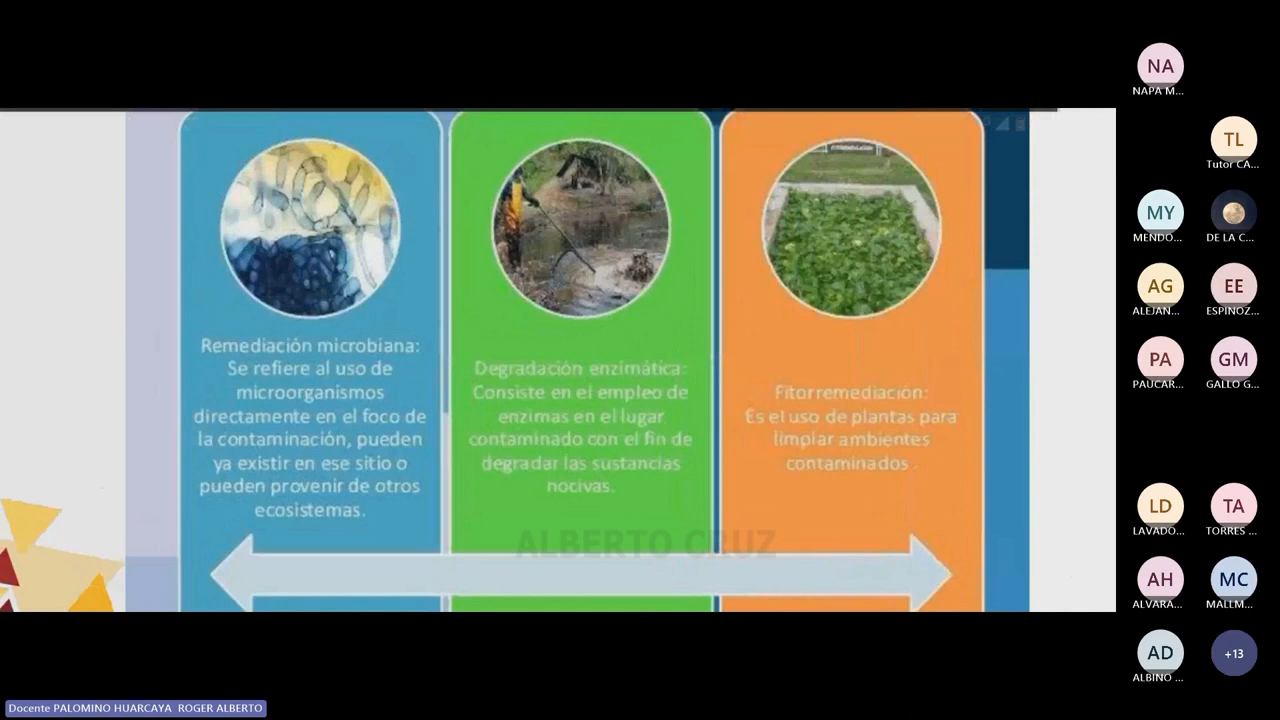 Remediación microbiana:
Se refiere al uso de
microorganismos
directamente en el foco de
la contaminación, pueden
ya existir en ese sitio o
pueden provenir de otros
ecosistemas.
Degradación enzimática:
Consiste en el empleo de
enzimas en el lugar
contaminado con el fin de
degradar las sustancias
nocivas.
Fitorremediación:
Es el uso de plantas para
limpiar ambientes
contaminados .
ALBERTO CRUZ
NA
NAPA M...
TL
Tutor CA...
MY
MENDO...
DE LA C...
AG
ALEJAN...
EE
ESPINOZ...
PA
PAUCAR...
GM
GALLO G...
LD
LAVADO...
TA
TORRES ...
AH
ALVARA...
MC
MALLM...
AD
ALBINO ...
+13
Docente PALOMINO HUARCAYA ROGER ALBERTO